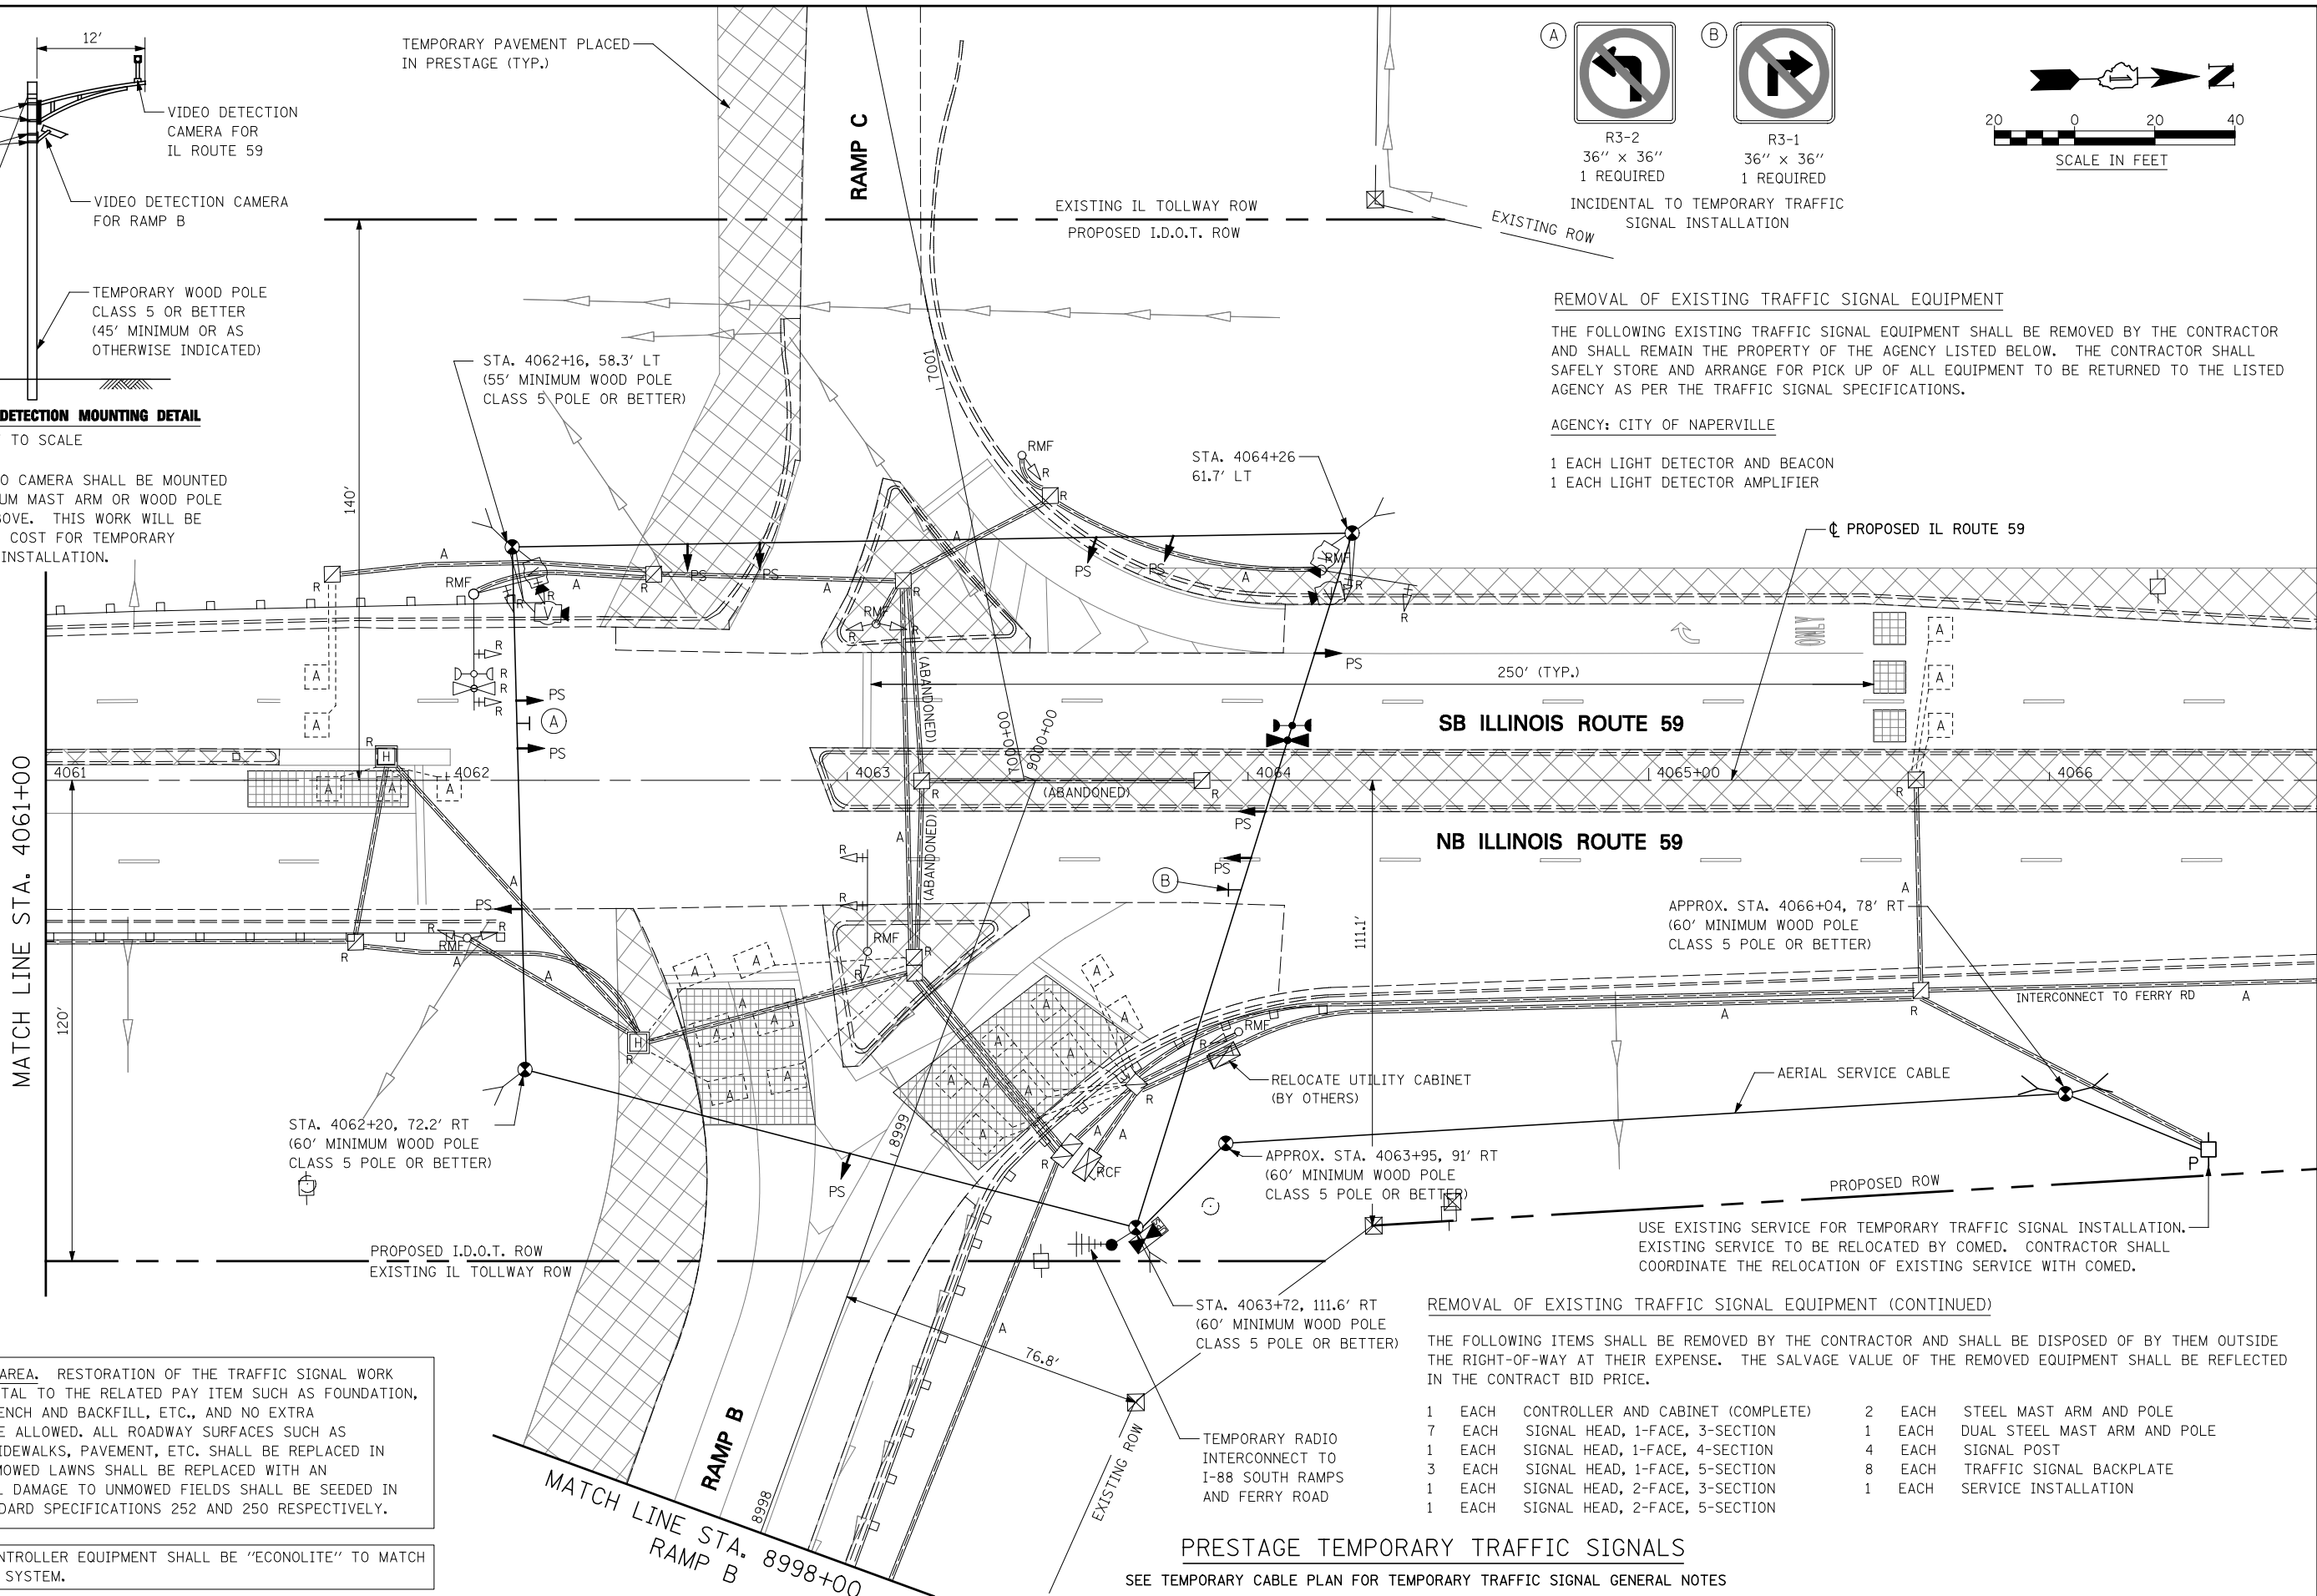 12'
VIDEO DETECTION
CAMERA FOR
IL ROUTE 59
VIDEO DETECTION CAMERA
FOR RAMP B
TEMPORARY WOOD POLE
CLASS 5 OR BETTER
(45' MINIMUM OR AS
OTHERWISE INDICATED)
DETECTION MOUNTING DETAIL
TO SCALE
O CAMERA SHALL BE MOUNTED
UM MAST ARM OR WOOD POLE
OVE. THIS WORK WILL BE
COST FOR TEMPORARY
INSTALLATION.
TEMPORARY PAVEMENT PLACED
IN PRESTAGE (TYP.)
RAMP C
A
B
R3-2
36" x 36"
1 REQUIRED
R3-1
36" x 36"
1 REQUIRED
INCIDENTAL TO TEMPORARY TRAFFIC
SIGNAL INSTALLATION
N
20 0 20 40
SCALE IN FEET
EXISTING IL TOLLWAY ROW
PROPOSED I.D.O.T. ROW
EXISTING ROW
REMOVAL OF EXISTING TRAFFIC SIGNAL EQUIPMENT
THE FOLLOWING EXISTING TRAFFIC SIGNAL EQUIPMENT SHALL BE REMOVED BY THE CONTRACTOR
AND SHALL REMAIN THE PROPERTY OF THE AGENCY LISTED BELOW. THE CONTRACTOR SHALL
SAFELY STORE AND ARRANGE FOR PICK UP OF ALL EQUIPMENT TO BE RETURNED TO THE LISTED
AGENCY AS PER THE TRAFFIC SIGNAL SPECIFICATIONS.
AGENCY: CITY OF NAPERVILLE
1 EACH LIGHT DETECTOR AND BEACON
1 EACH LIGHT DETECTOR AMPLIFIER
STA. 4062+16, 58.3' LT
(55' MINIMUM WOOD POLE
CLASS 5 POLE OR BETTER)
7001
140'
STA. 4064+26
61.7' LT
℄ PROPOSED IL ROUTE 59
RMF
R
A
PS
V
ONLY
250' (TYP.)
(ABANDONED)
SB ILLINOIS ROUTE 59
7000+00
9000+00
MATCH LINE STA. 4061+00
4061
4062
4063
4064
4065+00
4066
(ABANDONED)
(ABANDONED)
NB ILLINOIS ROUTE 59
H
B
APPROX. STA. 4066+04, 78' RT
(60' MINIMUM WOOD POLE
CLASS 5 POLE OR BETTER)
111.1'
120'
INTERCONNECT TO FERRY RD
RELOCATE UTILITY CABINET
(BY OTHERS)
AERIAL SERVICE CABLE
STA. 4062+20, 72.2' RT
(60' MINIMUM WOOD POLE
CLASS 5 POLE OR BETTER)
8999
RCF
APPROX. STA. 4063+95, 91' RT
(60' MINIMUM WOOD POLE
CLASS 5 POLE OR BETTER)
P
PROPOSED ROW
USE EXISTING SERVICE FOR TEMPORARY TRAFFIC SIGNAL INSTALLATION.
EXISTING SERVICE TO BE RELOCATED BY COMED. CONTRACTOR SHALL
COORDINATE THE RELOCATION OF EXISTING SERVICE WITH COMED.
PROPOSED I.D.O.T. ROW
EXISTING IL TOLLWAY ROW
STA. 4063+72, 111.6' RT
(60' MINIMUM WOOD POLE
CLASS 5 POLE OR BETTER)
76.8'
TEMPORARY RADIO
INTERCONNECT TO
I-88 SOUTH RAMPS
AND FERRY ROAD
EXISTING ROW
RAMP B
8998
MATCH LINE STA. 8998+00
RAMP B
REMOVAL OF EXISTING TRAFFIC SIGNAL EQUIPMENT (CONTINUED)
THE FOLLOWING ITEMS SHALL BE REMOVED BY THE CONTRACTOR AND SHALL BE DISPOSED OF BY THEM OUTSIDE
THE RIGHT-OF-WAY AT THEIR EXPENSE. THE SALVAGE VALUE OF THE REMOVED EQUIPMENT SHALL BE REFLECTED
IN THE CONTRACT BID PRICE.
1 EACH CONTROLLER AND CABINET (COMPLETE)
7 EACH SIGNAL HEAD, 1-FACE, 3-SECTION
1 EACH SIGNAL HEAD, 1-FACE, 4-SECTION
3 EACH SIGNAL HEAD, 1-FACE, 5-SECTION
1 EACH SIGNAL HEAD, 2-FACE, 3-SECTION
1 EACH SIGNAL HEAD, 2-FACE, 5-SECTION
2 EACH STEEL MAST ARM AND POLE
1 EACH DUAL STEEL MAST ARM AND POLE
4 EACH SIGNAL POST
8 EACH TRAFFIC SIGNAL BACKPLATE
1 EACH SERVICE INSTALLATION
AREA. RESTORATION OF THE TRAFFIC SIGNAL WORK
TAL TO THE RELATED PAY ITEM SUCH AS FOUNDATION,
ENCH AND BACKFILL, ETC., AND NO EXTRA
E ALLOWED. ALL ROADWAY SURFACES SUCH AS
IDEWALKS, PAVEMENT, ETC. SHALL BE REPLACED IN
MOWED LAWNS SHALL BE REPLACED WITH AN
L DAMAGE TO UNMOWED FIELDS SHALL BE SEEDED IN
DARD SPECIFICATIONS 252 AND 250 RESPECTIVELY.
NTROLLER EQUIPMENT SHALL BE "ECONOLITE" TO MATCH
SYSTEM.
PRESTAGE TEMPORARY TRAFFIC SIGNALS
SEE TEMPORARY CABLE PLAN FOR TEMPORARY TRAFFIC SIGNAL GENERAL NOTES